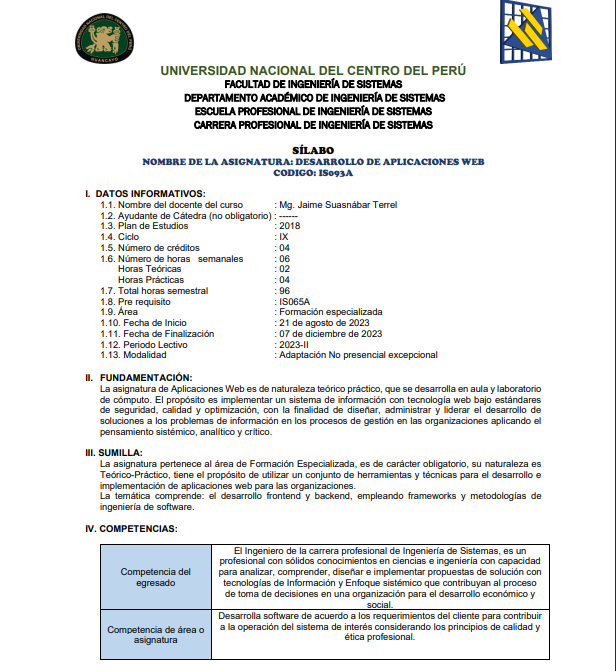 UNIVERSIDAD NACIONAL DEL CENTRO DEL PERÚ
FACULTAD DE INGENIERÍA DE SISTEMAS
DEPARTAMENTO ACADÉMICO DE INGENIERÍA DE SISTEMAS
ESCUELA PROFESIONAL DE INGENIERÍA DE SISTEMAS
CARRERA PROFESIONAL DE INGENIERÍA DE SISTEMAS
SÍLABO
NOMBRE DE LA ASIGNATURA: DESARROLLO DE APLICACIONES WEB
CODIGO: IS093A
I. DATOS INFORMATIVOS:
1.1. Nombre del docente del curso : Mg. Jaime Suasnábar Terrel
1.2. Ayudante de Cátedra (no obligatorio) : ------
1.3. Plan de Estudios : 2018
1.4. Ciclo : IX
1.5. Número de créditos : 04
1.6. Número de horas semanales : 06
Horas Teóricas : 02
Horas Prácticas : 04
1.7. Total horas semestral : 96
1.8. Pre requisito : IS065A
1.9. Área : Formación especializada
1.10. Fecha de Inicio : 21 de agosto de 2023
1.11. Fecha de Finalización : 07 de diciembre de 2023
1.12. Periodo Lectivo : 2023-II
1.13. Modalidad : Adaptación No presencial excepcional
II. FUNDAMENTACIÓN:
La asignatura de Aplicaciones Web es de naturaleza teórico práctico, que se desarrolla en aula y laboratorio
de cómputo. El propósito es implementar un sistema de información con tecnología web bajo estándares
de seguridad, calidad y optimización, con la finalidad de diseñar, administrar y liderar el desarrollo de
soluciones a los problemas de información en los procesos de gestión en las organizaciones aplicando el
pensamiento sistémico, analítico y crítico.
III. SUMILLA:
La asignatura pertenece al área de Formación Especializada, es de carácter obligatorio, su naturaleza es
Teórico-Práctico, tiene el propósito de utilizar un conjunto de herramientas y técnicas para el desarrollo e
implementación de aplicaciones web para las organizaciones.
La temática comprende: el desarrollo frontend y backend, empleando frameworks y metodologías de
ingeniería de software.
IV. COMPETENCIAS:
Competencia del
egresado
El Ingeniero de la carrera profesional de Ingeniería de Sistemas, es un
profesional con sólidos conocimientos en ciencias e ingeniería con capacidad
para analizar, comprender, diseñar e implementar propuestas de solución con
tecnologías de Información y Enfoque sistémico que contribuyan al proceso
de toma de decisiones en una organización para el desarrollo económico y
social.
Competencia de área o
asignatura
Desarrolla software de acuerdo a los requerimientos del cliente para contribuir
a la operación del sistema de interés considerando los principios de calidad y
ética profesional.